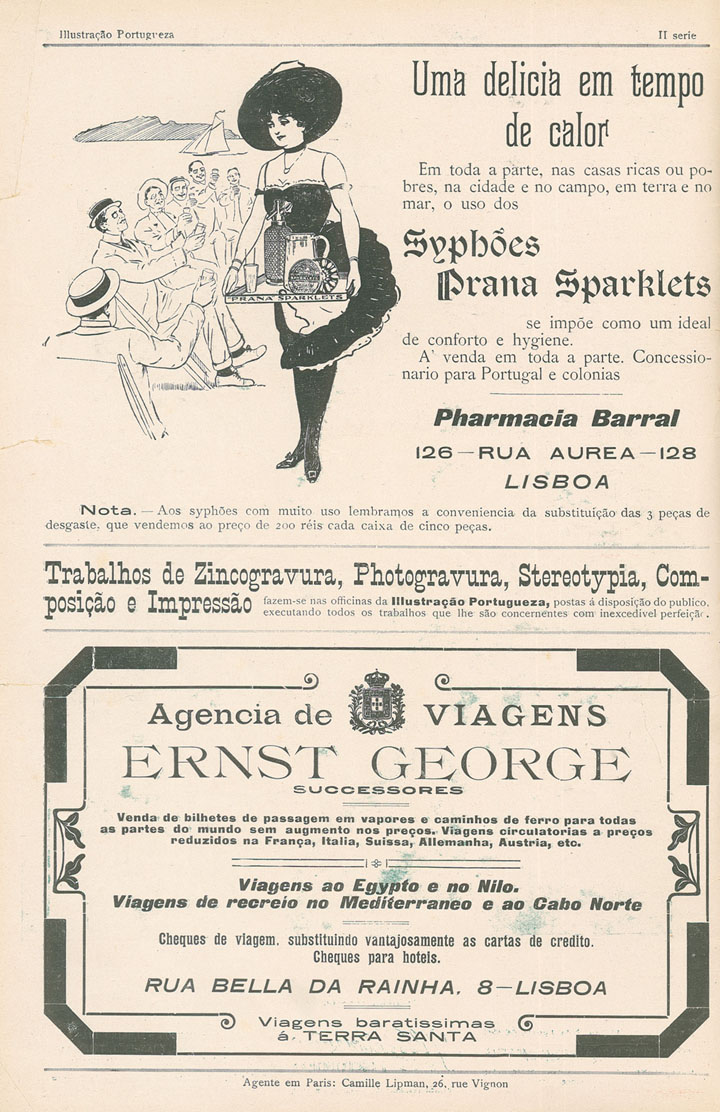 Illustração Portugueza
II serie
Uma delicia em tempo
de calor
Em toda a parte, nas casas ricas ou po-
bres, na cidade e no campo, em terra e no
mar, o uso dos
Syphões
Prana Sparklets
se impõe como um ideal
de conforto e hygiene.
A' venda em toda a parte. Concessio-
nario para Portugal e colonias
Pharmacia Barral
126—RUA AUREA—128
LISBOA
PRANA SPARKLETS
Nota. — Aos syphões com muito uso lembramos a conveniencia da substituição das 3 peças de
desgaste, que vendemos ao preço de 200 réis cada caixa de cinco peças.
Trabalhos de Zincogravura, Photogravura, Stereotypia, Com-
posição e Impressão fazem-se nas officinas da Illustração Portugueza, postas á disposição do publico,
executando todos os trabalhos que lhe são concernentes com inexcedivel perfeição.
Agencia de VIAGENS
ERNST GEORGE
SUCCESSORES
Venda de bilhetes de passagem em vapores e caminhos de ferro para todas
as partes do mundo sem augmento nos preços. Viagens circulatorias a preços
reduzidos na França, Italia, Suissa, Allemanha, Austria, etc.
Viagens ao Egypto e no Nilo.
Viagens de recreio no Mediterraneo e ao Cabo Norte
Cheques de viagem, substituindo vantajosamente as cartas de credito.
Cheques para hoteis.
RUA BELLA DA RAINHA, 8—LISBOA
Viagens baratissimas
á TERRA SANTA
Agente em Paris: Camille Lipman, 26, rue Vignon